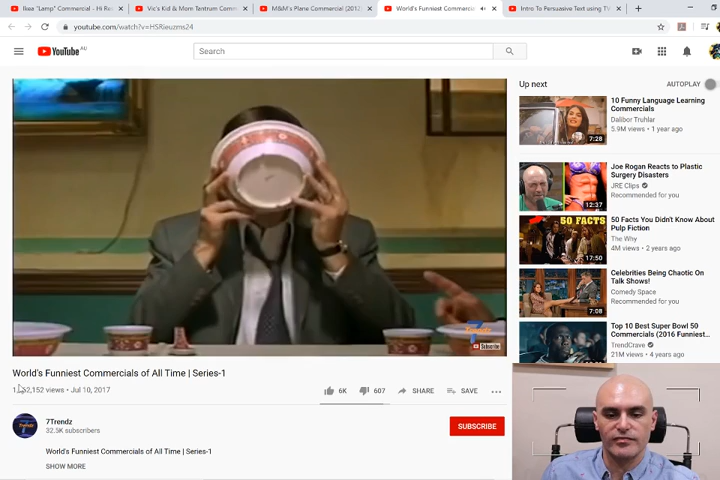 Ikea "Lamp" Commercial - Hi Re
Vic's Kid & Mom Tantrum Comm
M&M's Plane Commercial (2012)
World's Funniest Commercia
Intro To Persuasive Text using TV
youtube.com/watch?v=HSRieuzms24
YouTube AU
Search
Up next
AUTOPLAY
10 Funny Language Learning
Commercials
Dalibor Truhlar
5.9M views • 1 year ago
7:28
Joe Rogan Reacts to Plastic
Surgery Disasters
JRE Clips
Recommended for you
12:37
50 FACTS
50 Facts You Didn't Know About
Pulp Fiction
The Why
4M views • 2 years ago
17:50
Celebrities Being Chaotic On
Talk Shows!
Comedy Space
Recommended for you
7:08
Top 10 Best Super Bowl 50
Commercials (2016 Funniest...
TrendCrave
21M views • 4 years ago
7Trendz
Subscribe
World's Funniest Commercials of All Time | Series-1
2,152 views • Jul 10, 2017
6K
607
SHARE
SAVE
7Trendz
32.5K subscribers
SUBSCRIBE
World's Funniest Commercials of All Time | Series-1
SHOW MORE